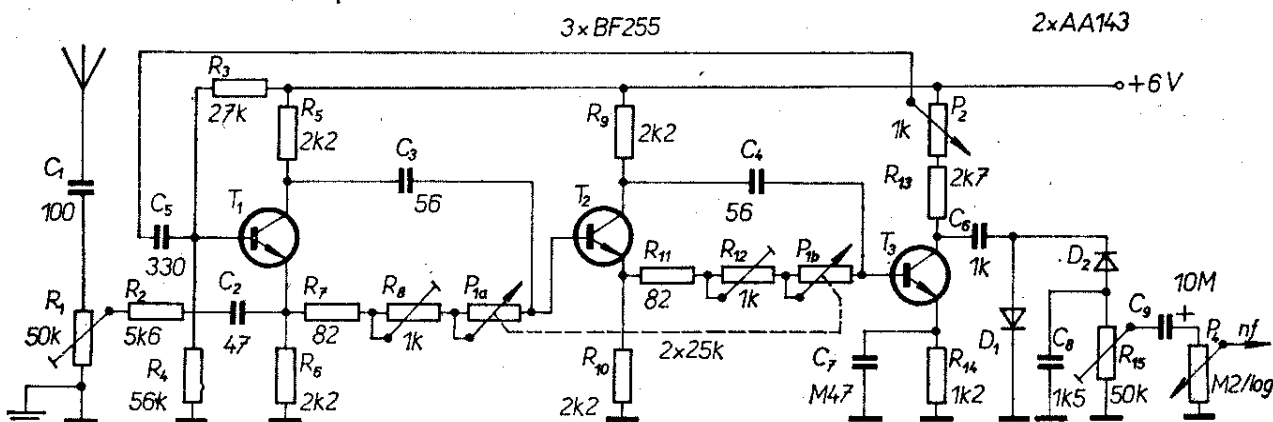 3×BF255
2×AA143
+6V
R3
27k
R5
2k2
R9
2k2
P2
1k
C1
100
C3
56
C4
56
R13
2k7
C5
330
T1
T2
T3
C6
1k
R1
50k
R2
5k6
C2
47
R7
82
R8
1k
P1a
R11
82
R12
1k
P1b
2×25k
D1
D2
C9
10M
+
P4
nf
M2/log
R4
56k
R6
2k2
R10
2k2
C7
M47
R14
1k2
C8
1k5
R15
50k